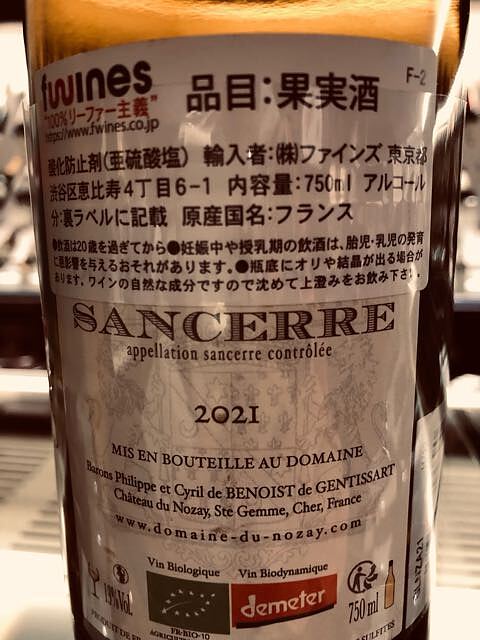 fwines
"100%リーファー主義"
https://www.fwines.co.jp
品目:果実酒
F-2
酸化防止剤(亜硫酸塩) 輸入者:㈱ファインズ 東京都
渋谷区恵比寿4丁目6-1 内容量:750ml アルコール
分:裏ラベルに記載 原産国名:フランス
●飲酒は20歳を過ぎてから●妊娠中や授乳期の飲酒は、胎児・乳児の発育
に悪影響を与えるおそれがあります。●瓶底にオリや結晶が出る場合が
あります。ワインの自然な成分ですので沈めて上澄みをお飲み下さい。
SANCERRE
appellation sancerre contrôlée
2021
MIS EN BOUTEILLE AU DOMAINE
Barons Philippe et Cyril de BENOIST de GENTISSART
Château du Nozay, Ste Gemme, Cher, France
www.domaine-du-nozay.com
Vin Biologique
Vin Biodynamique
demeter
750 ml
FR-BIO-10